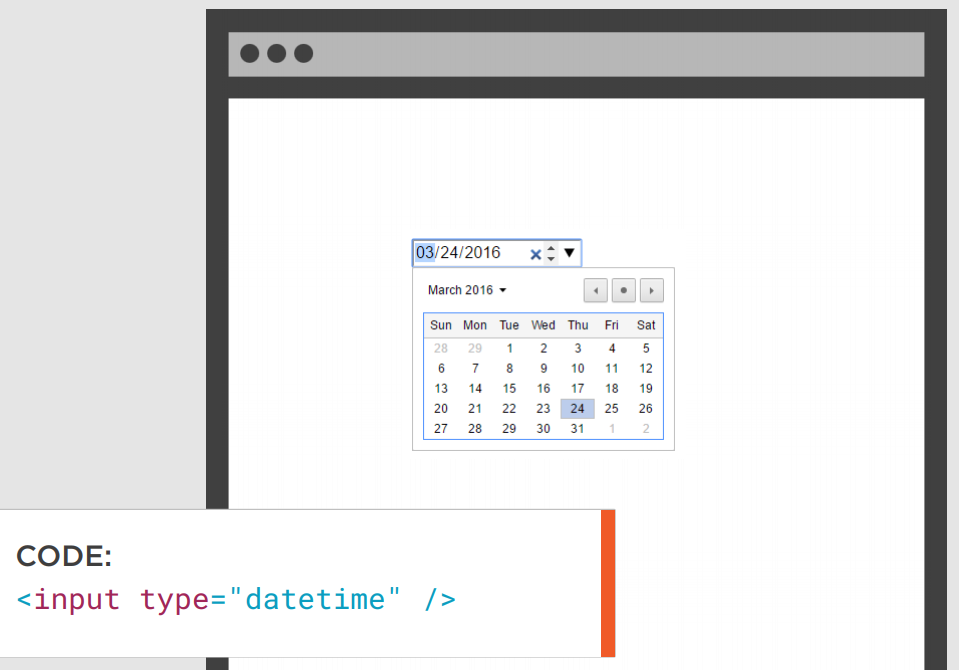 03/24/2016
March 2016
Sun Mon Tue Wed Thu Fri Sat
28 29 1 2 3 4 5
6 7 8 9 10 11 12
13 14 15 16 17 18 19
20 21 22 23 24 25 26
27 28 29 30 31 1 2
CODE:
<input type="datetime" />